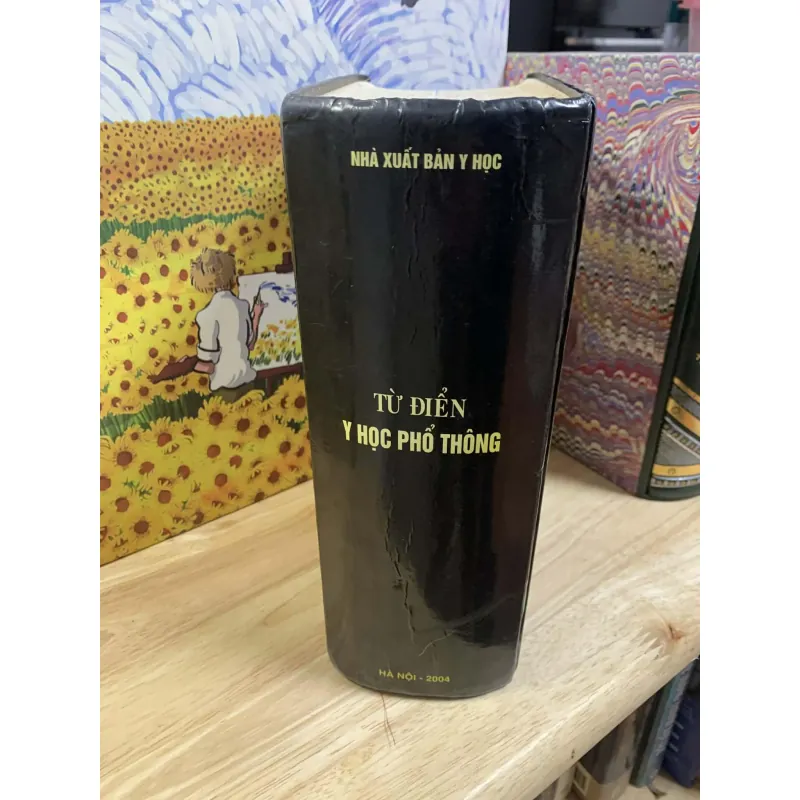 NHÀ XUẤT BẢN Y HỌC
TỪ ĐIỂN
Y HỌC PHỔ THÔNG
HÀ NỘI - 2004